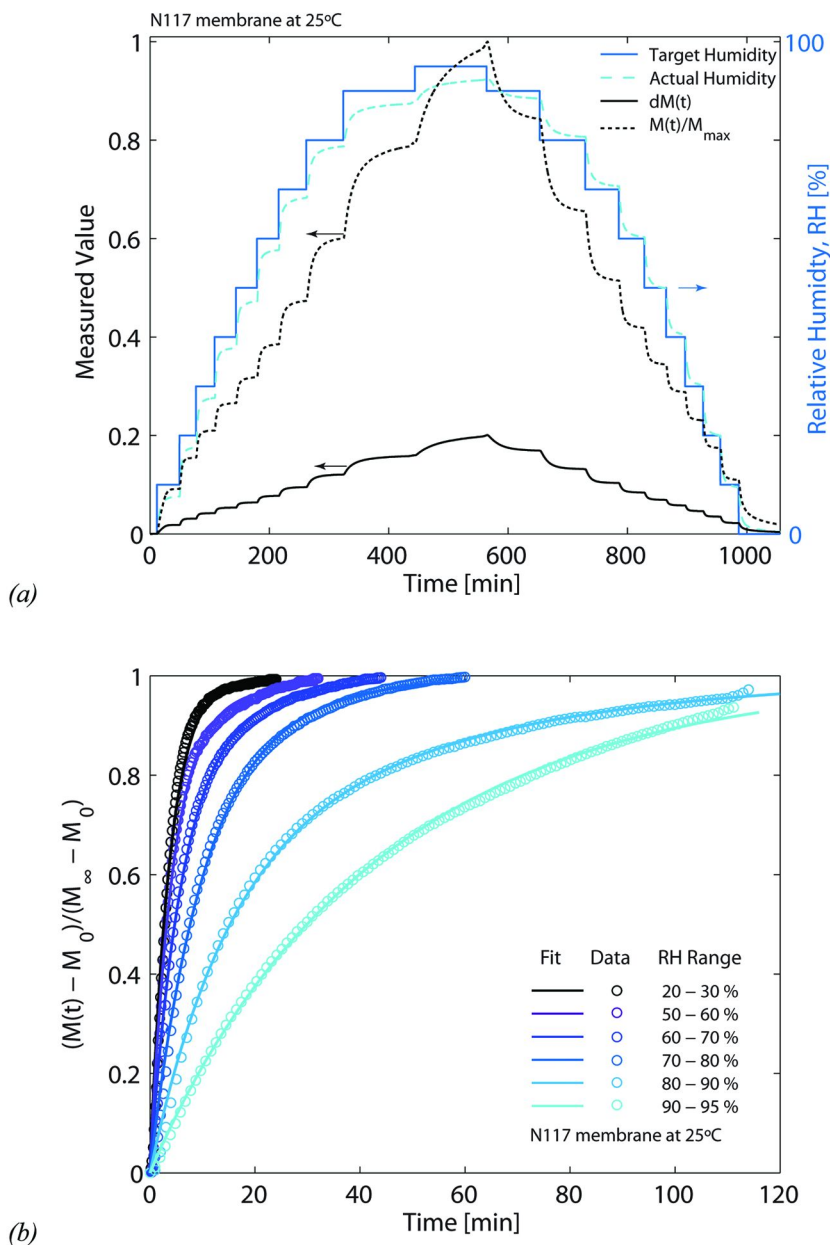 N117 membrane at 25ºC
1
0.8
0.6
0.4
0.2
0
Measured Value
100
0
Relative Humidty, RH [%]
Target Humidity
Actual Humidity
dM(t)
M(t)/M_max
0 200 400 600 800 1000
Time [min]
(a)
1
0.8
0.6
0.4
0.2
0
(M(t) − M_0)/(M_∞ − M_0)
Fit Data RH Range
20 – 30 %
50 – 60 %
60 – 70 %
70 – 80 %
80 – 90 %
90 – 95 %
N117 membrane at 25ºC
0 20 40 60 80 100 120
Time [min]
(b)